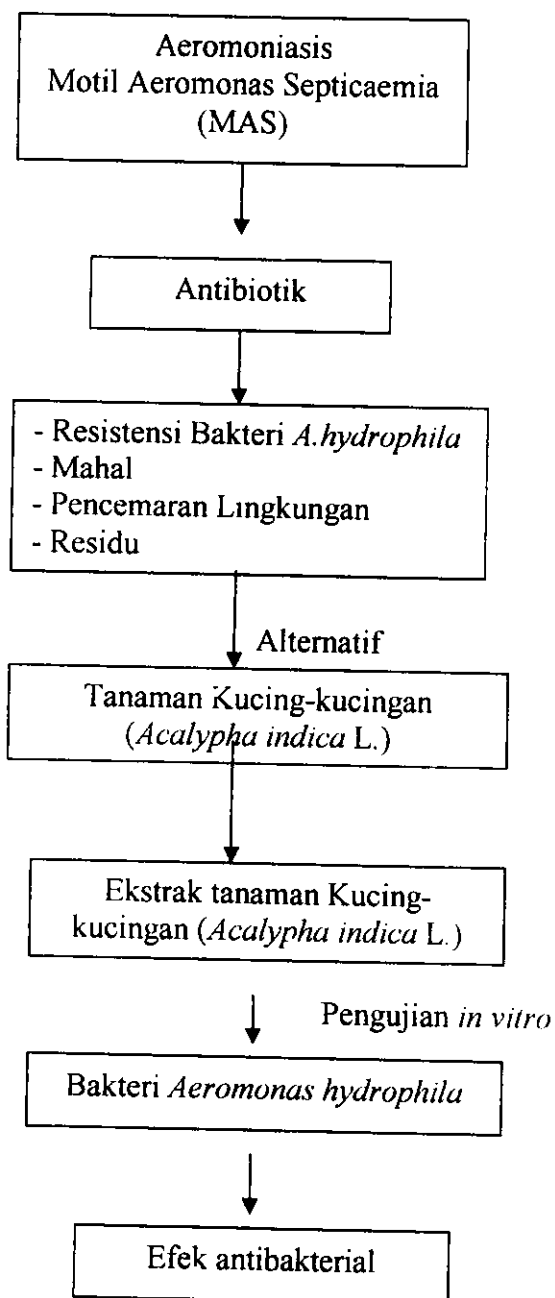 Aeromoniasis
Motil Aeromonas Septicaemia
(MAS)
Antibiotik
- Resistensi Bakteri A.hydrophila
- Mahal
- Pencemaran Lingkungan
- Residu
Alternatif
Tanaman Kucing-kucingan
(Acalypha indica L.)
Ekstrak tanaman Kucing-
kucingan (Acalypha indica L.)
Pengujian in vitro
Bakteri Aeromonas hydrophila
Efek antibakterial